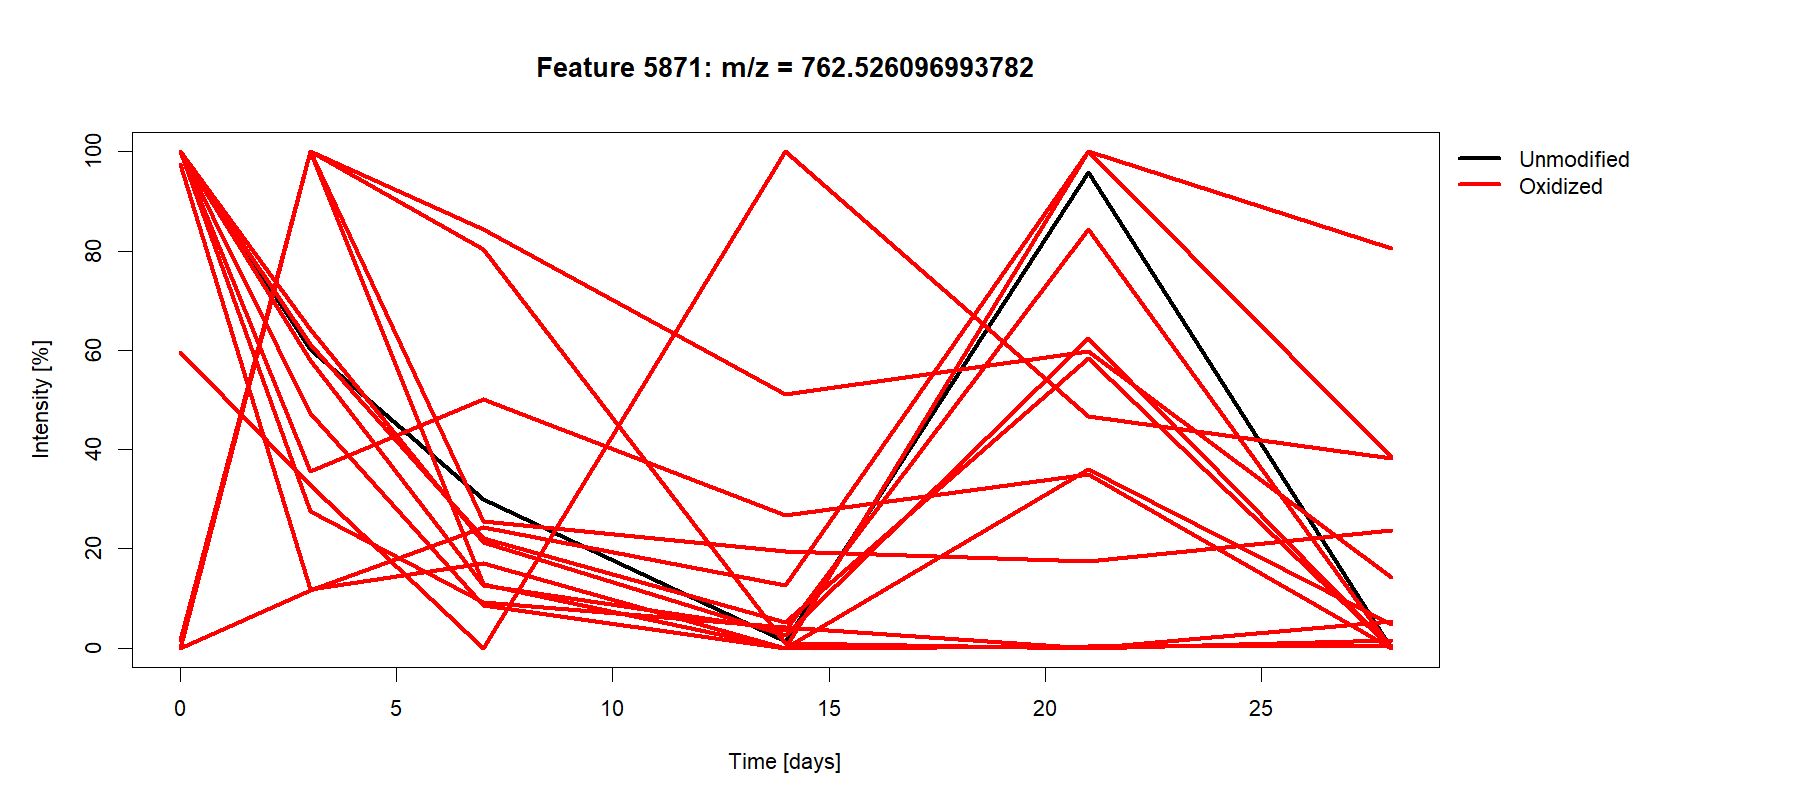 Feature 5871: m/z = 762.526096993782
Unmodified
Oxidized
Intensity [%]
100
80
60
40
20
0
0 5 10 15 20 25
Time [days]